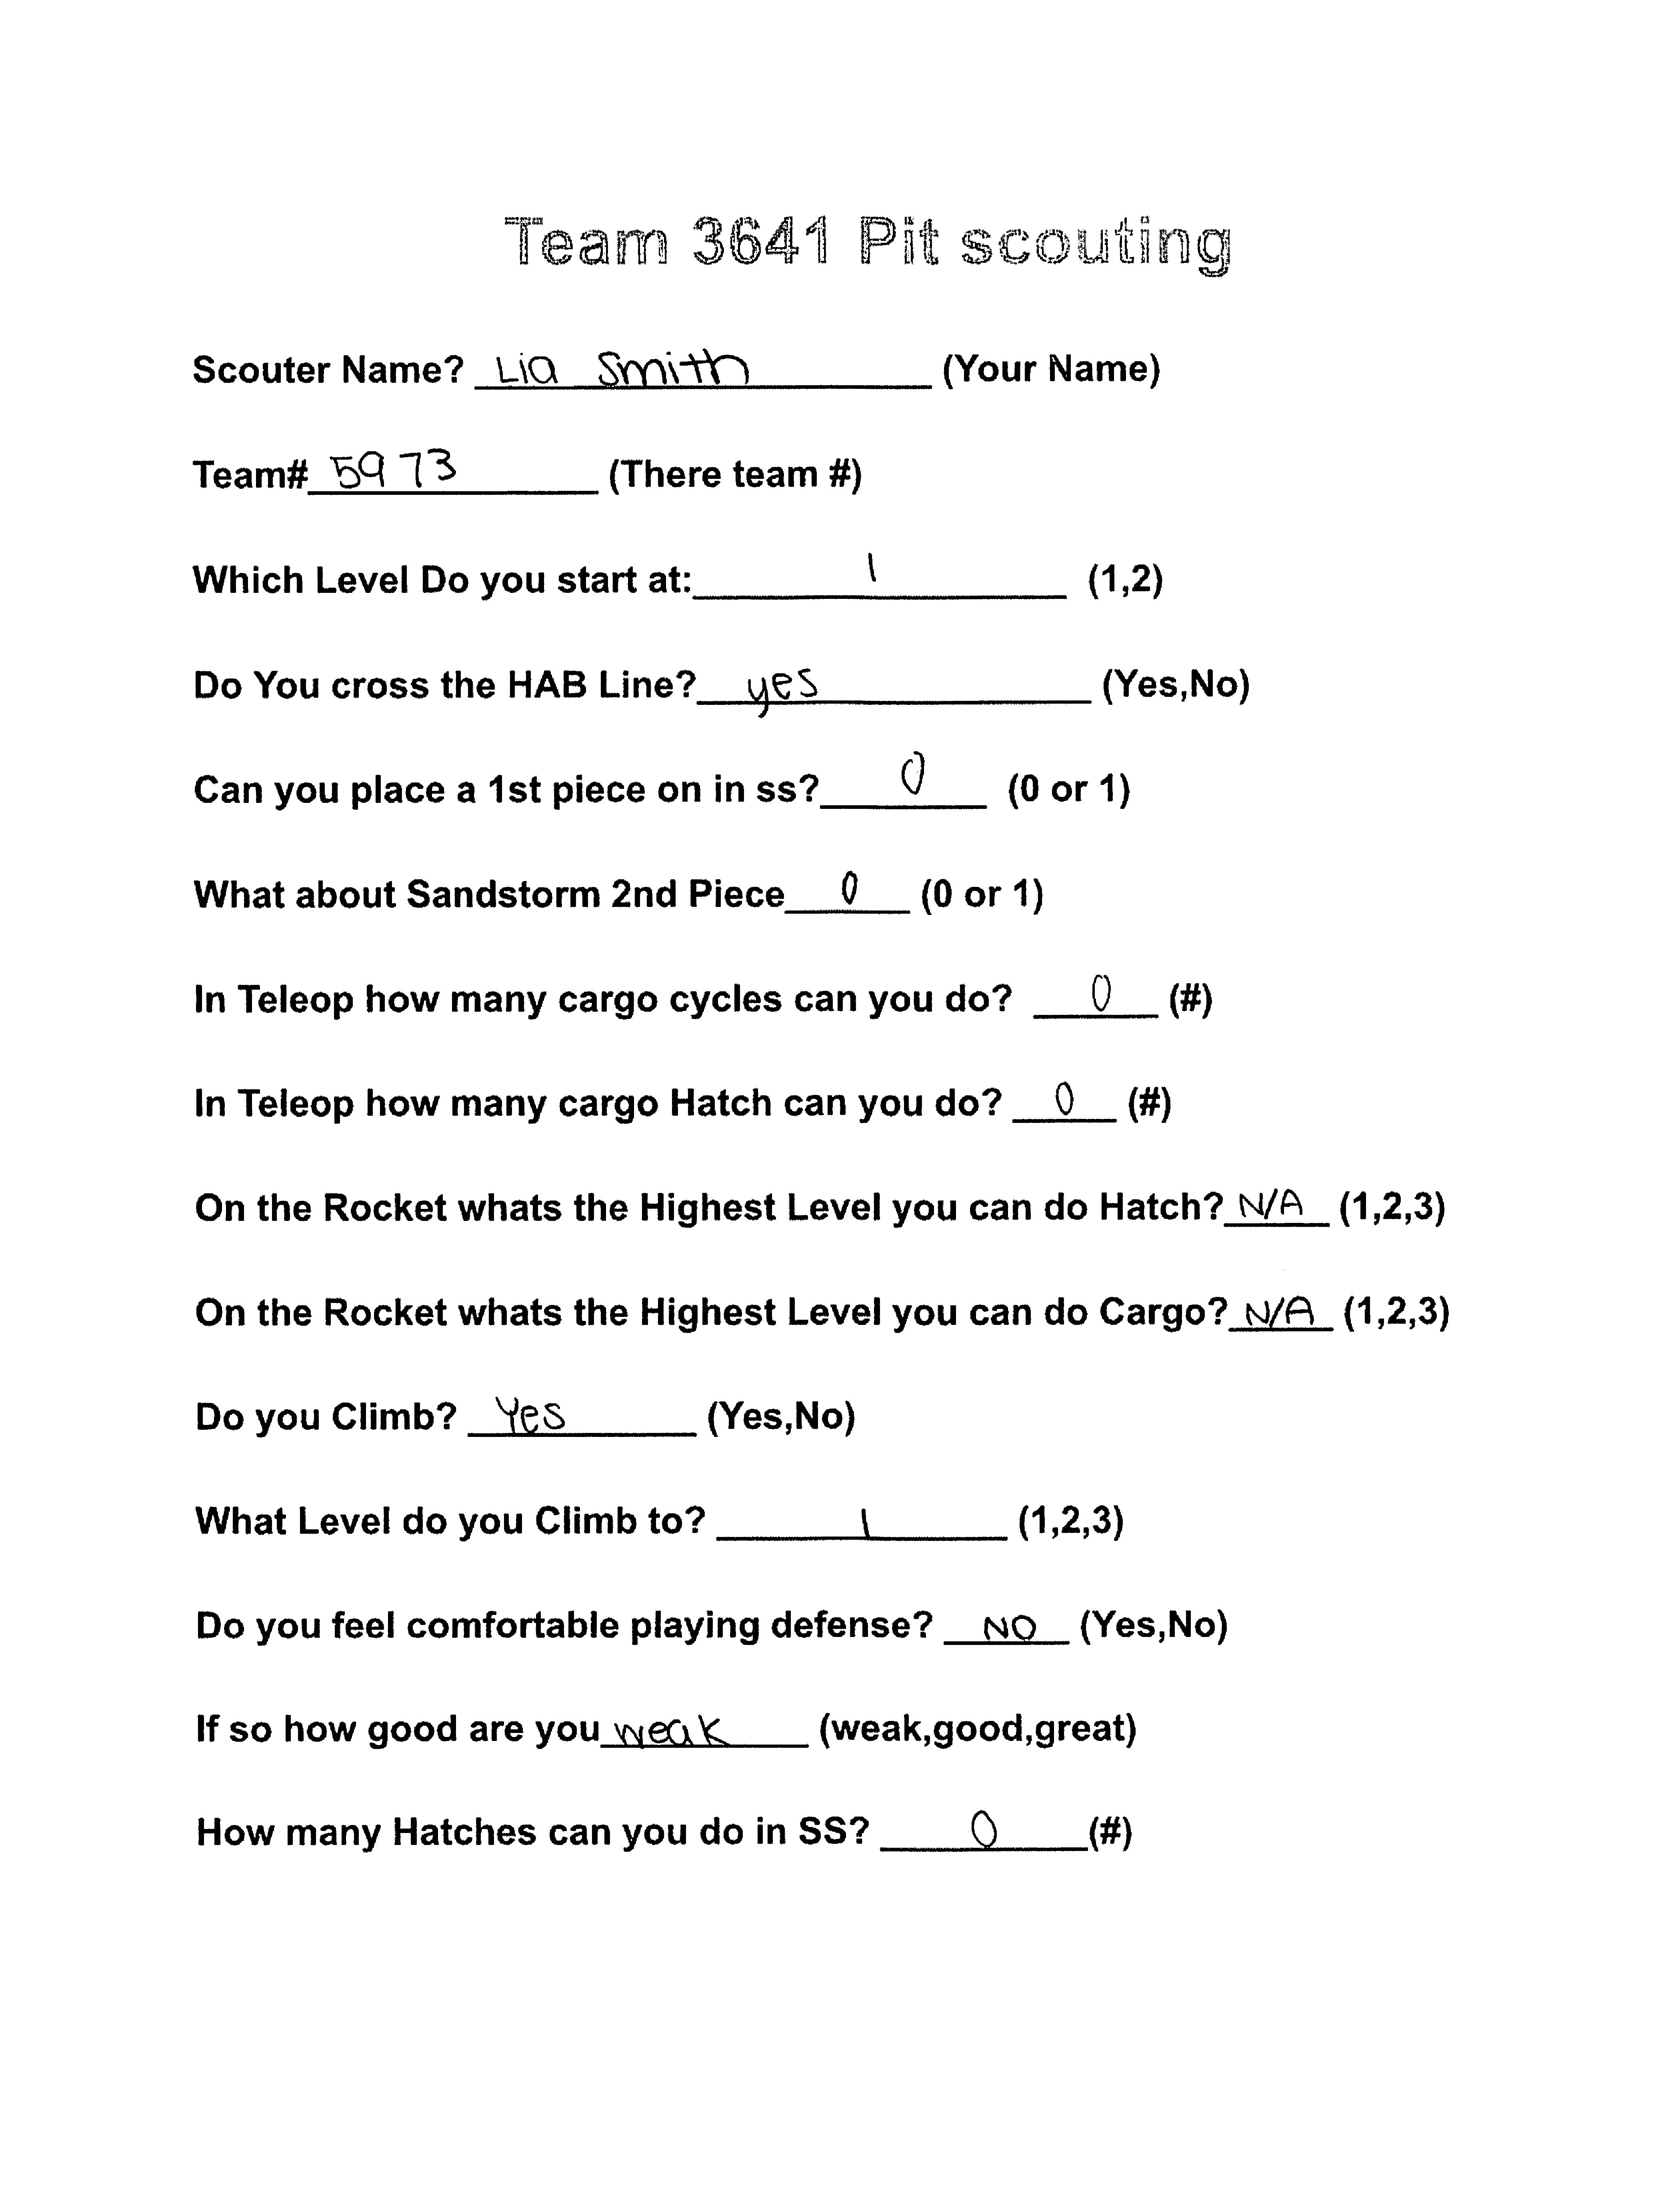 Team 3641 Pit scouting
Scouter Name? Lia Smith (Your Name)
Team# 5973 (There team #)
Which Level Do you start at: 1 (1,2)
Do You cross the HAB Line? yes (Yes,No)
Can you place a 1st piece on in ss? 0 (0 or 1)
What about Sandstorm 2nd Piece 0 (0 or 1)
In Teleop how many cargo cycles can you do? 0 (#)
In Teleop how many cargo Hatch can you do? 0 (#)
On the Rocket whats the Highest Level you can do Hatch? N/A (1,2,3)
On the Rocket whats the Highest Level you can do Cargo? N/A (1,2,3)
Do you Climb? Yes (Yes,No)
What Level do you Climb to? 1 (1,2,3)
Do you feel comfortable playing defense? NO (Yes,No)
If so how good are you weak (weak,good,great)
How many Hatches can you do in SS? 0 (#)